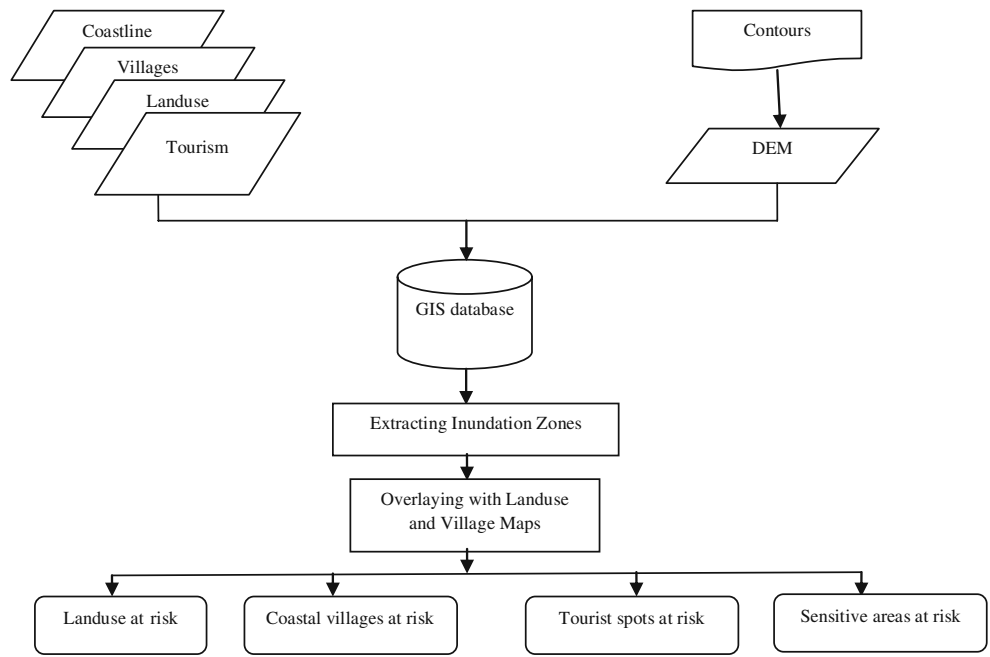 Coastline
Villages
Landuse
Tourism
Contours
DEM
GIS database
Extracting Inundation Zones
Overlaying with Landuse
and Village Maps
Landuse at risk
Coastal villages at risk
Tourist spots at risk
Sensitive areas at risk